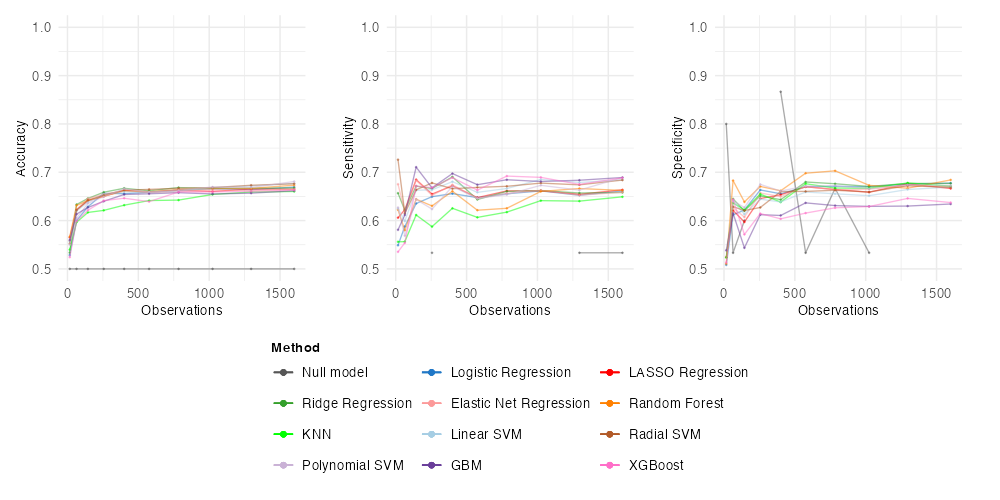 1.0
0.9
0.8
0.7
0.6
0.5
Accuracy
0 500 1000 1500
Observations
1.0
0.9
0.8
0.7
0.6
0.5
Sensitivity
0 500 1000 1500
Observations
1.0
0.9
0.8
0.7
0.6
0.5
Specificity
0 500 1000 1500
Observations
Method
Null model Logistic Regression LASSO Regression
Ridge Regression Elastic Net Regression Random Forest
KNN Linear SVM Radial SVM
Polynomial SVM GBM XGBoost